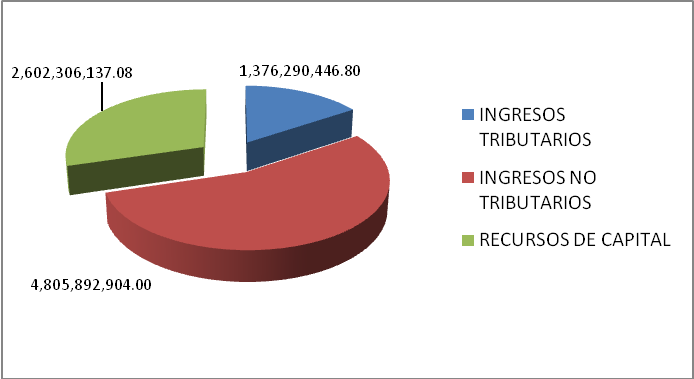 2,602,306,137.08
1,376,290,446.80
4,805,892,904.00
INGRESOS
TRIBUTARIOS
INGRESOS NO
TRIBUTARIOS
RECURSOS DE CAPITAL